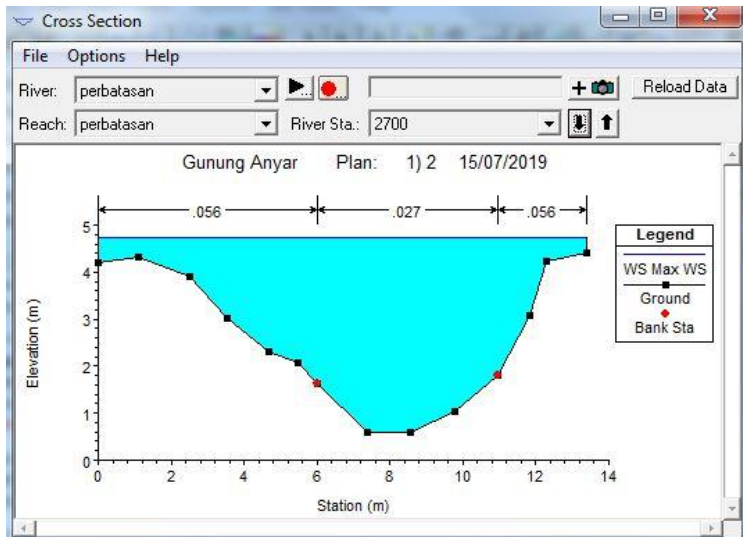 Cross Section
File Options Help
River: perbatasan Reload Data
Reach: perbatasan River Sta.: 2700
Gunung Anyar Plan: 1) 2 15/07/2019
.056 .027 .056
Legend
WS Max WS
Ground
Bank Sta
5
4
3
2
1
0
Elevation (m)
0 2 4 6 8 10 12 14
Station (m)